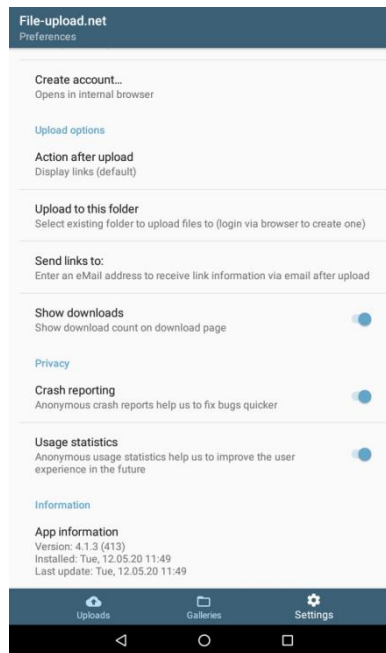 File-upload.net
Preferences
Create account...
Opens in internal browser
Upload options
Action after upload
Display links (default)
Upload to this folder
Select existing folder to upload files to (login via browser to create one)
Send links to:
Enter an eMail address to receive link information via email after upload
Show downloads
Show download count on download page
Privacy
Crash reporting
Anonymous crash reports help us to fix bugs quicker
Usage statistics
Anonymous usage statistics help us to improve the user
experience in the future
Information
App information
Version: 4.1.3 (413)
Installed: Tue, 12.05.20 11:49
Last update: Tue, 12.05.20 11:49
Uploads
Galleries
Settings